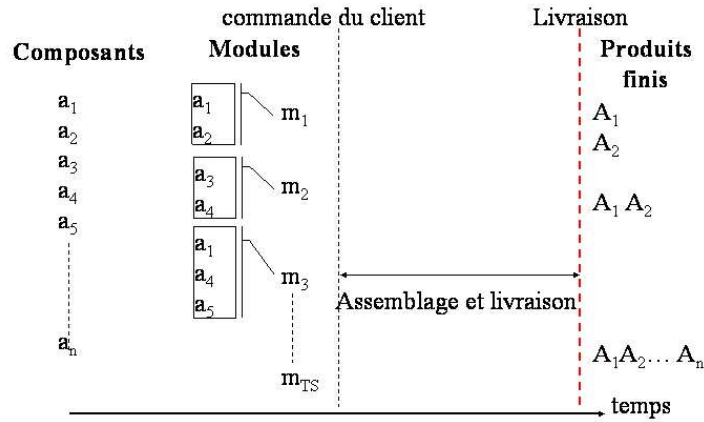 commande du client
Livraison
Composants
Modules
Produits
finis
a₁
a₂
a₃
a₄
a₅
aₙ
a₁
a₂
m₁
a₃
a₄
m₂
a₁
a₄
a₅
m₃
m_TS
Assemblage et livraison
A₁
A₂
A₁ A₂
A₁A₂… Aₙ
temps